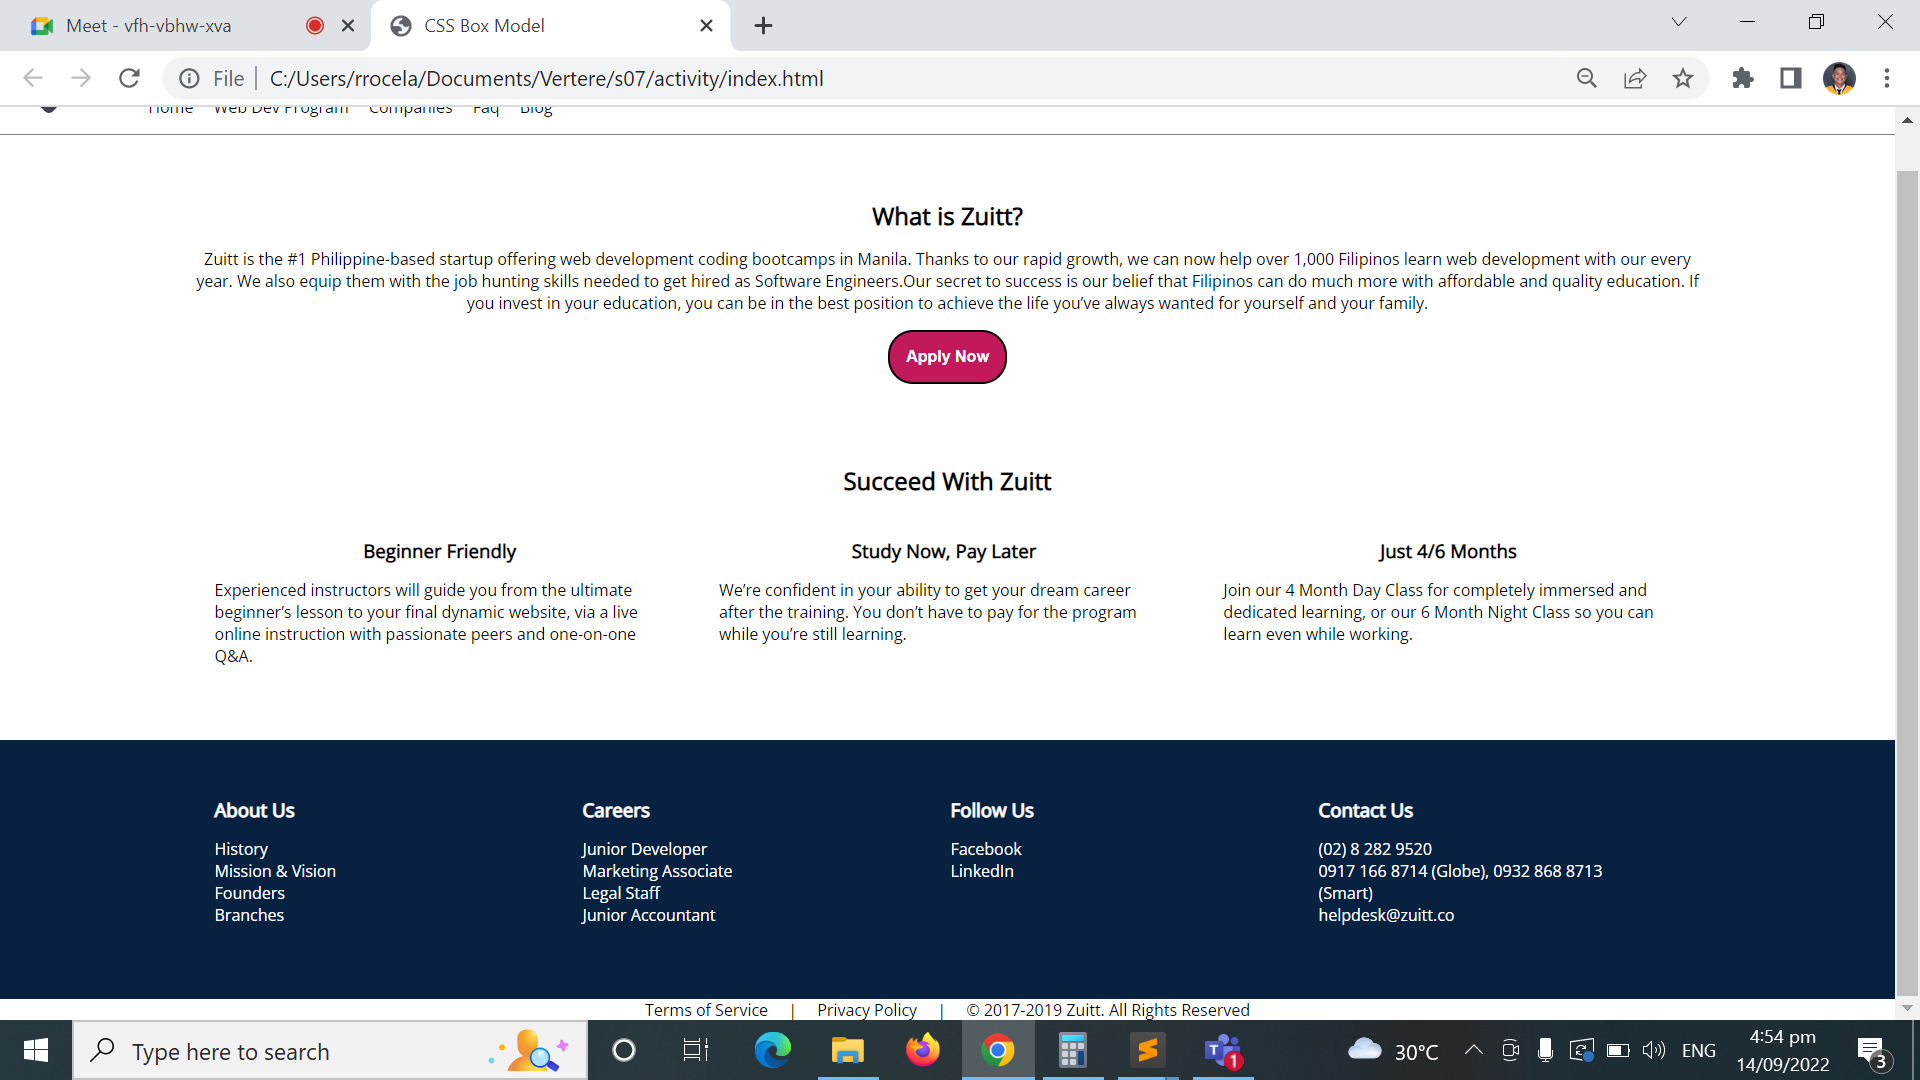 Meet - vfh-vbhw-xva
CSS Box Model
File
C:/Users/rrocela/Documents/Vertere/s07/activity/index.html
Home Web Dev Program Companies Faq Blog
What is Zuitt?
Zuitt is the #1 Philippine-based startup offering web development coding bootcamps in Manila. Thanks to our rapid growth, we can now help over 1,000 Filipinos learn web development with our every
year. We also equip them with the job hunting skills needed to get hired as Software Engineers.Our secret to success is our belief that Filipinos can do much more with affordable and quality education. If
you invest in your education, you can be in the best position to achieve the life you’ve always wanted for yourself and your family.
Apply Now
Succeed With Zuitt
Beginner Friendly
Experienced instructors will guide you from the ultimate
beginner’s lesson to your final dynamic website, via a live
online instruction with passionate peers and one-on-one
Q&A.
Study Now, Pay Later
We’re confident in your ability to get your dream career
after the training. You don’t have to pay for the program
while you’re still learning.
Just 4/6 Months
Join our 4 Month Day Class for completely immersed and
dedicated learning, or our 6 Month Night Class so you can
learn even while working.
About Us
History
Mission & Vision
Founders
Branches
Careers
Junior Developer
Marketing Associate
Legal Staff
Junior Accountant
Follow Us
Facebook
LinkedIn
Contact Us
(02) 8 282 9520
0917 166 8714 (Globe), 0932 868 8713
(Smart)
helpdesk@zuitt.co
Terms of Service | Privacy Policy | © 2017-2019 Zuitt. All Rights Reserved
Type here to search
T
1
30°C
ENG
4:54 pm
14/09/2022
3